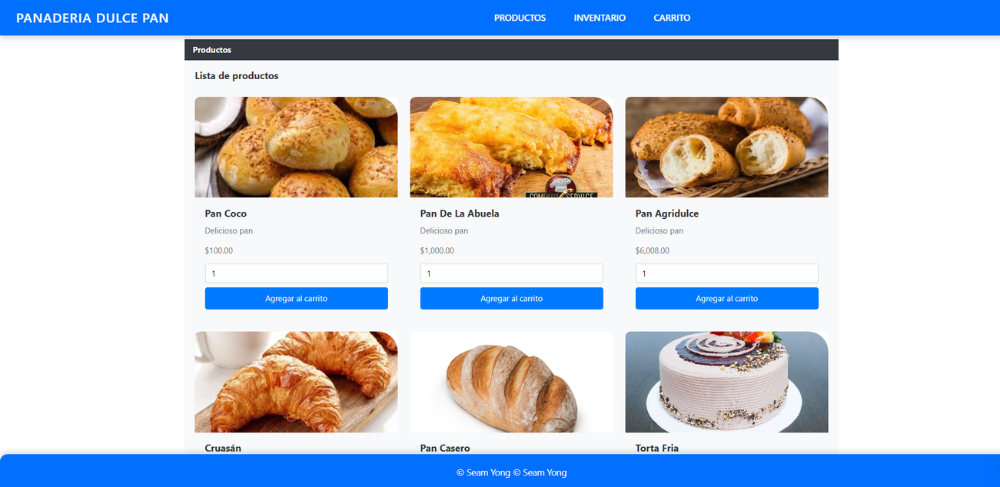 PANADERIA DULCE PAN PRODUCTOS INVENTARIO CARRITO
Productos
Lista de productos
COMPANY SERVICE
Pan Coco
Delicioso pan
$100.00
1
Agregar al carrito
Pan De La Abuela
Delicioso pan
$1,000.00
1
Agregar al carrito
Pan Agridulce
Delicioso pan
$6,008.00
1
Agregar al carrito
Cruasán
Pan Casero
Torta Fria
© Seam Yong © Seam Yong